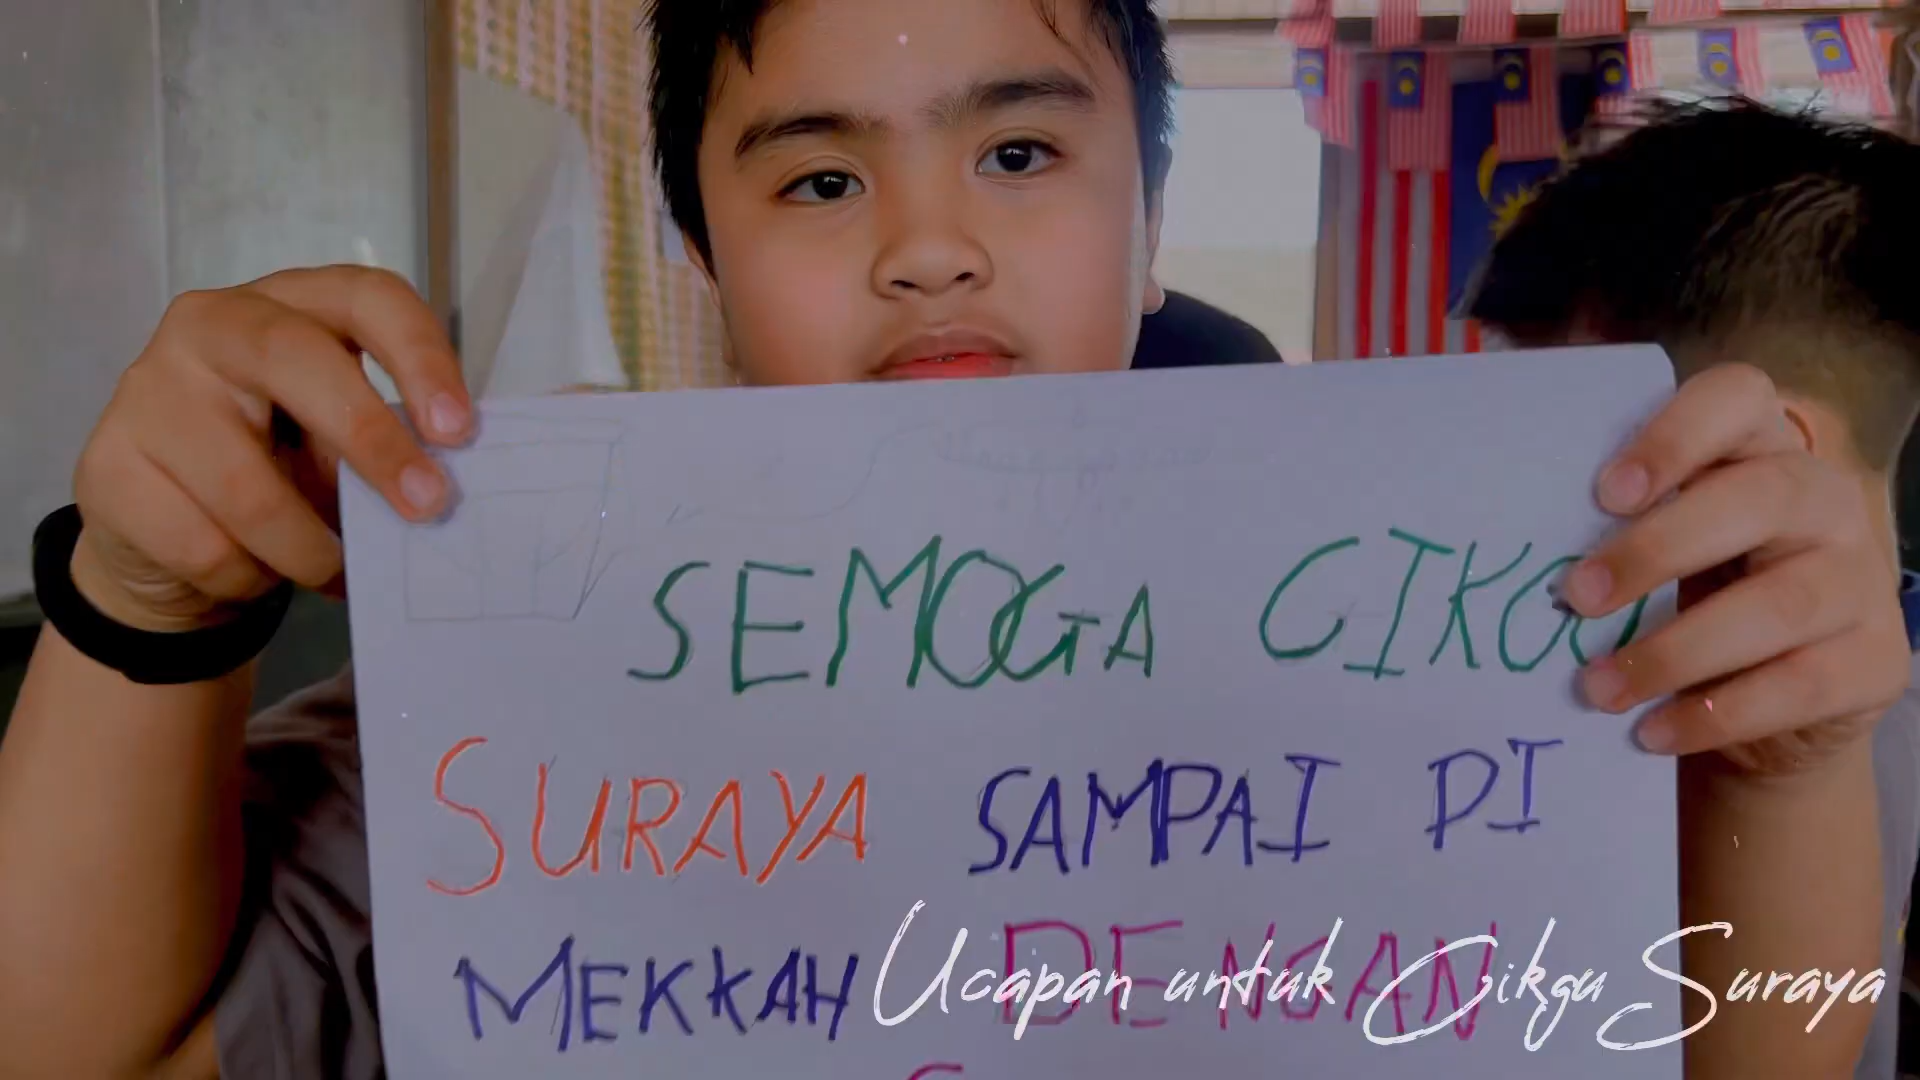 SEMOGA CIKGU
SURAYA SAMPAI DI
MEKKAH DENGAN
Ucapan untuk Cikgu Suraya